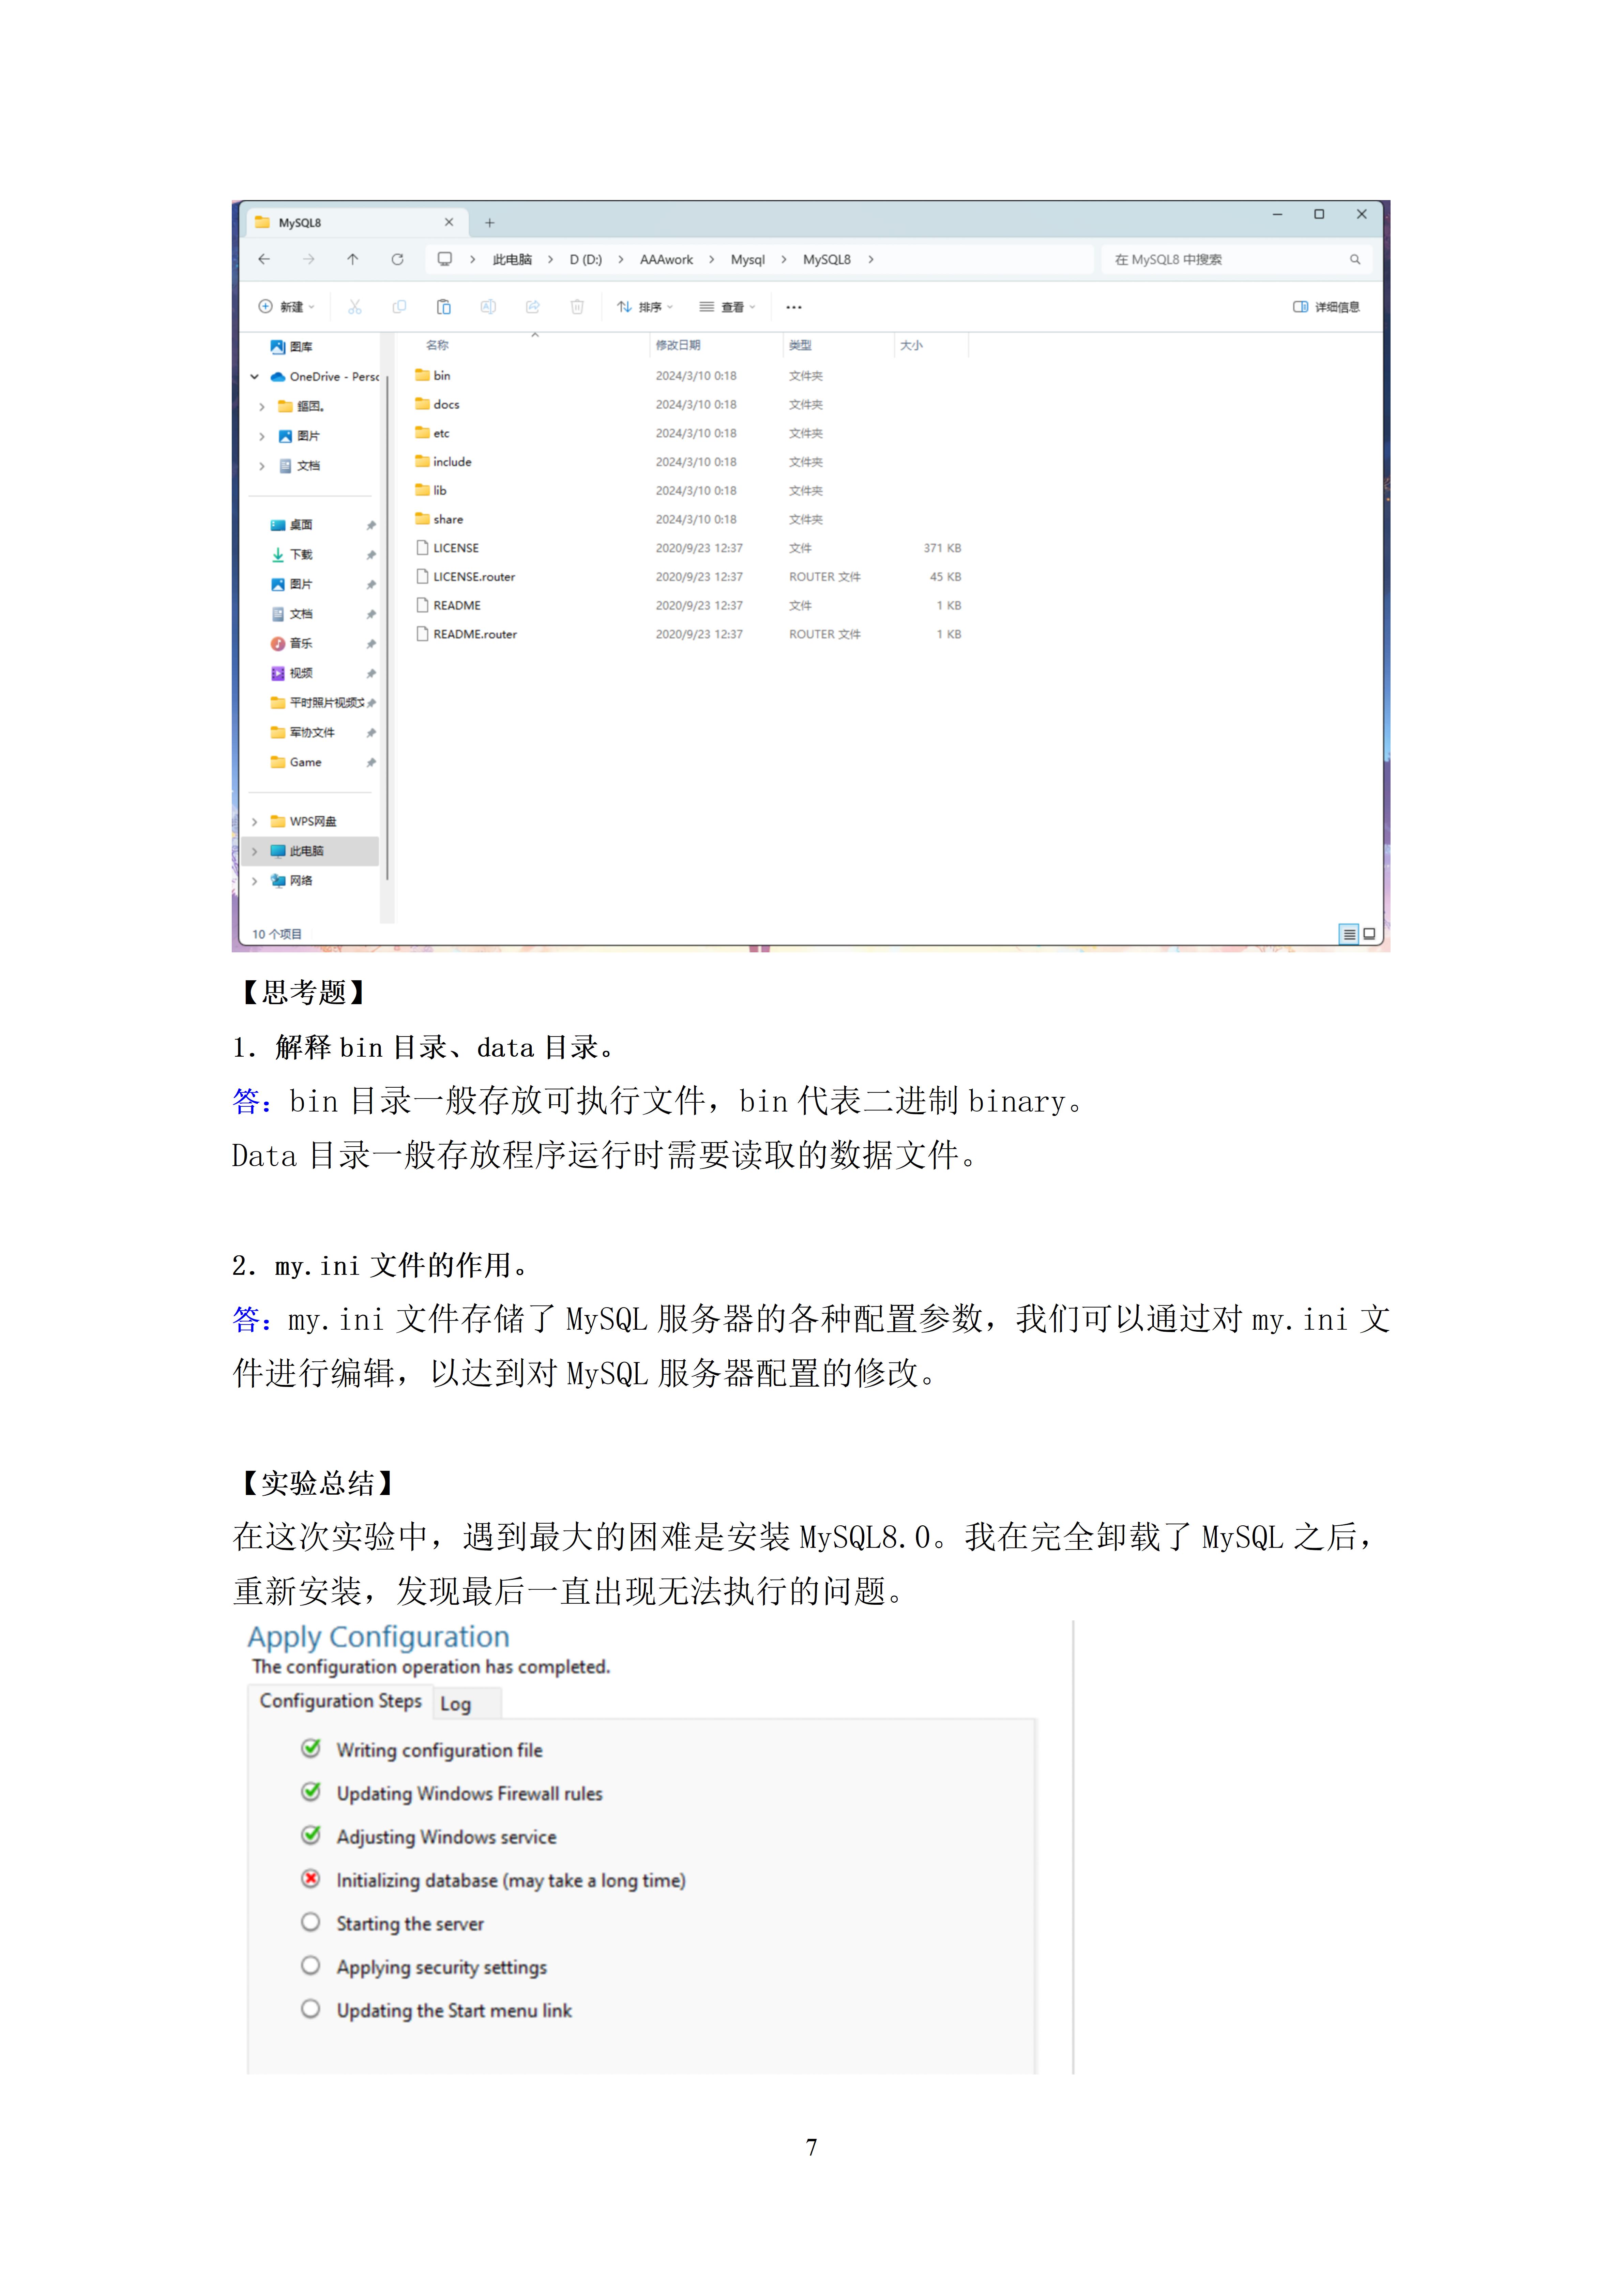 MySQL8
此电脑 D (D:) AAAwork Mysql MySQL8 在 MySQL8 中搜索
新建 排序 查看 ··· 详细信息
名称 修改日期 类型 大小
图库
OneDrive - Persc
图片
文档
桌面
下载
图片
文档
音乐
视频
平时照片视频文
军协文件
Game
WPS网盘
此电脑
网络
bin 2024/3/10 0:18 文件夹
docs 2024/3/10 0:18 文件夹
etc 2024/3/10 0:18 文件夹
include 2024/3/10 0:18 文件夹
lib 2024/3/10 0:18 文件夹
share 2024/3/10 0:18 文件夹
LICENSE 2020/9/23 12:37 文件 371 KB
LICENSE.router 2020/9/23 12:37 ROUTER 文件 45 KB
README 2020/9/23 12:37 文件 1 KB
README.router 2020/9/23 12:37 ROUTER 文件 1 KB
10 个项目
【思考题】
1. 解释 bin 目录、data 目录。
答：bin 目录一般存放可执行文件，bin 代表二进制 binary。
Data 目录一般存放程序运行时需要读取的数据文件。
2. my.ini 文件的作用。
答：my.ini 文件存储了 MySQL 服务器的各种配置参数，我们可以通过对 my.ini 文
件进行编辑，以达到对 MySQL 服务器配置的修改。
【实验总结】
在这次实验中，遇到最大的困难是安装 MySQL8.0。我在完全卸载了 MySQL 之后，
重新安装，发现最后一直出现无法执行的问题。
Apply Configuration
The configuration operation has completed.
Configuration Steps Log
Writing configuration file
Updating Windows Firewall rules
Adjusting Windows service
Initializing database (may take a long time)
Starting the server
Applying security settings
Updating the Start menu link
7